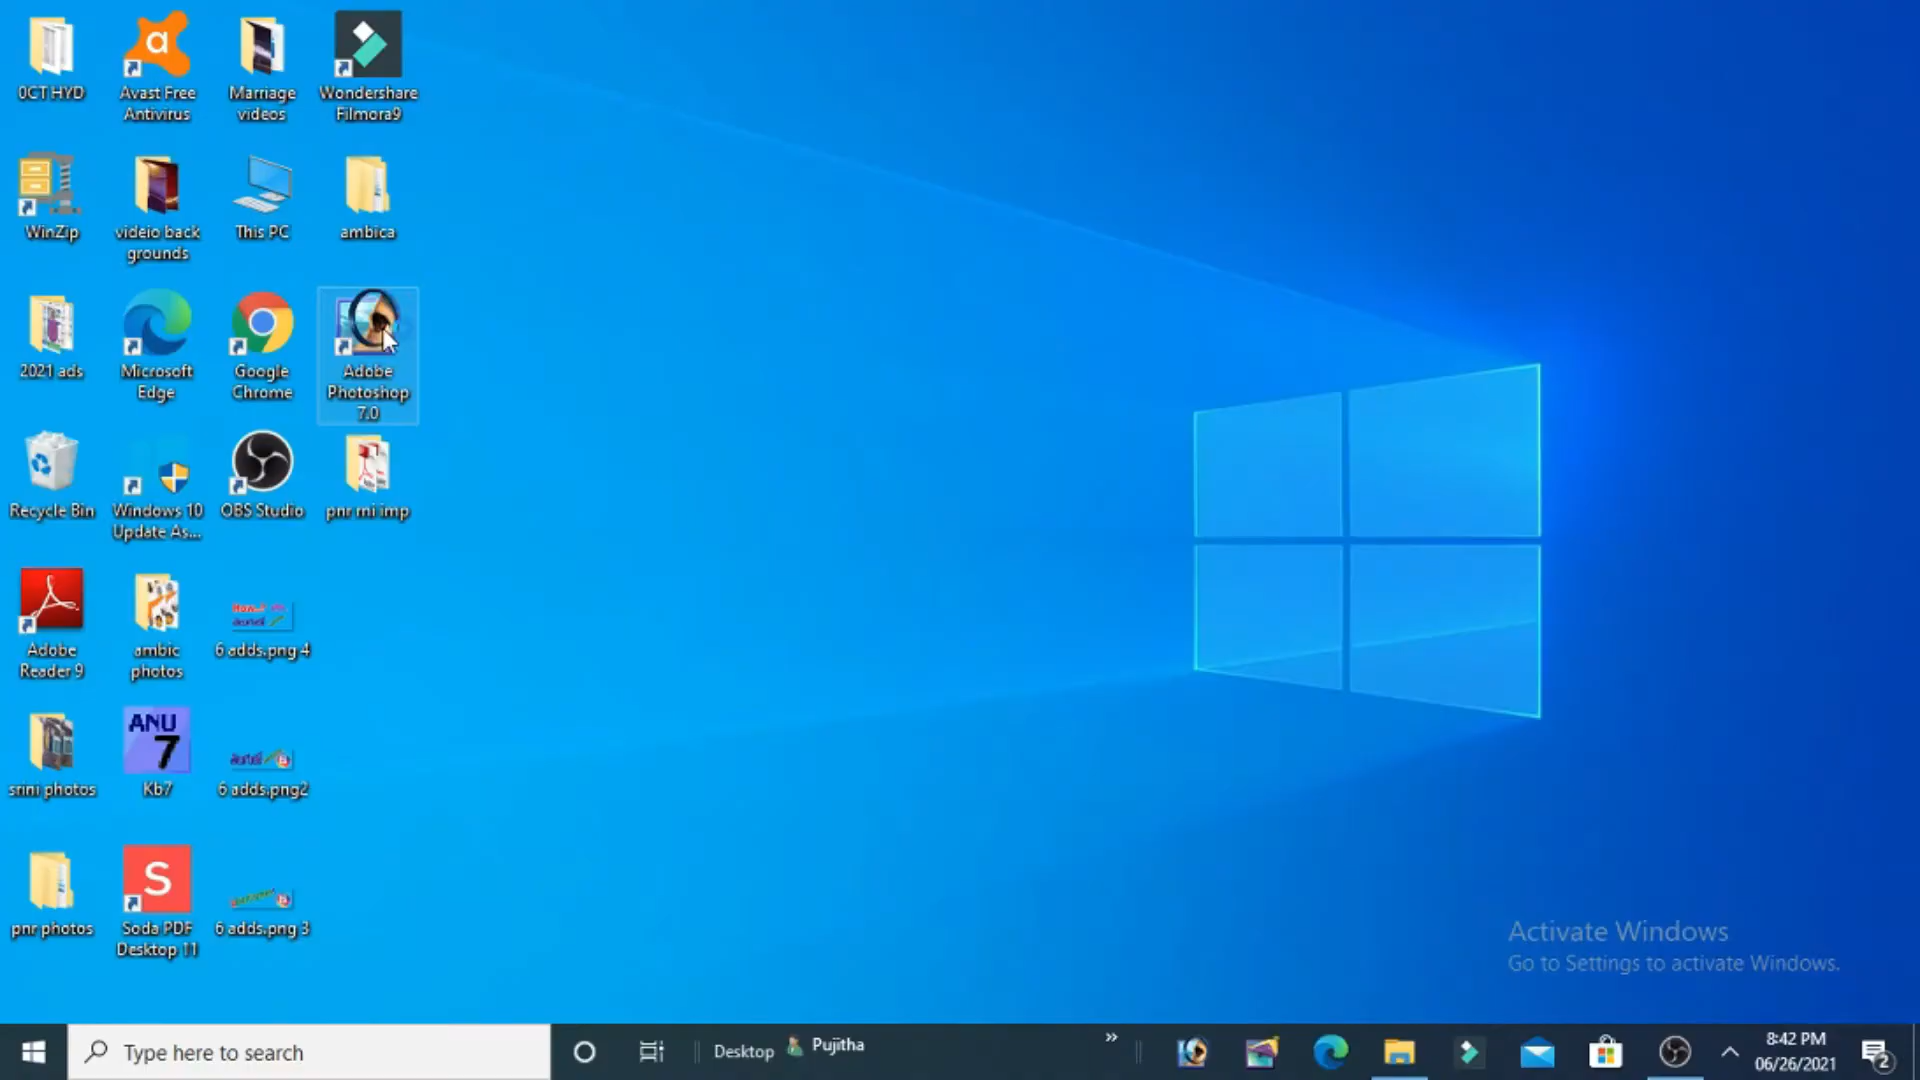 0CT HYD
Avast Free
Antivirus
Marriage
videos
Wondershare
Filmora9
WinZip
videio back
grounds
This PC
ambica
2021 ads
Microsoft
Edge
Google
Chrome
Adobe
Photoshop
7.0
Recycle Bin
Windows 10
Update As...
OBS Studio
pnr mi imp
Adobe
Reader 9
ambic
photos
6 adds.png 4
srini photos
ANU
7
Kb7
6 adds.png2
pnr photos
S
Soda PDF
Desktop 11
6 adds.png 3
Activate Windows
Go to Settings to activate Windows.
Type here to search
Desktop
Pujitha
8:42 PM
06/26/2021
2